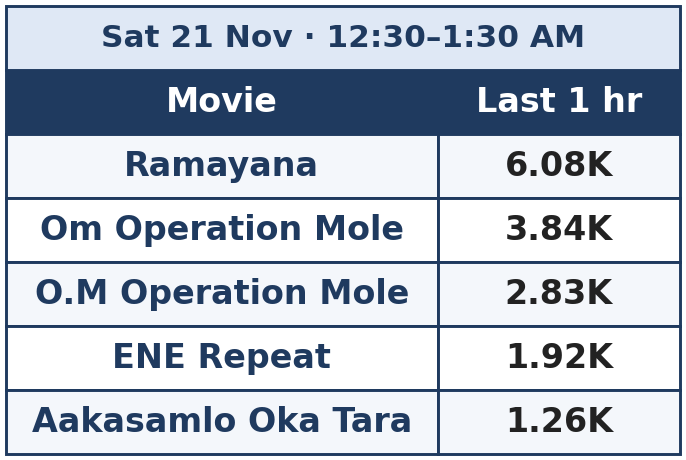 Sat 21 Nov · 12:30–1:30 AM
Movie Last 1 hr
Ramayana 6.08K
Om Operation Mole 3.84K
O.M Operation Mole 2.83K
ENE Repeat 1.92K
Aakasamlo Oka Tara 1.26K